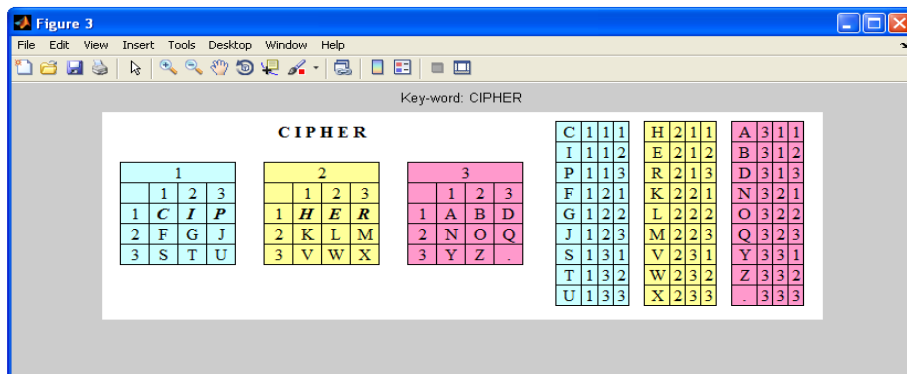 Figure 3
File Edit View Insert Tools Desktop Window Help
Key-word: CIPHER
C I P H E R
1
1 2 3
1 C I P
2 F G J
3 S T U
2
1 2 3
1 H E R
2 K L M
3 V W X
3
1 2 3
1 A B D
2 N O Q
3 Y Z .
C 1 1 1
I 1 1 2
P 1 1 3
F 1 2 1
G 1 2 2
J 1 2 3
S 1 3 1
T 1 3 2
U 1 3 3
H 2 1 1
E 2 1 2
R 2 1 3
K 2 2 1
L 2 2 2
M 2 2 3
V 2 3 1
W 2 3 2
X 2 3 3
A 3 1 1
B 3 1 2
D 3 1 3
N 3 2 1
O 3 2 2
Q 3 2 3
Y 3 3 1
Z 3 3 2
. 3 3 3